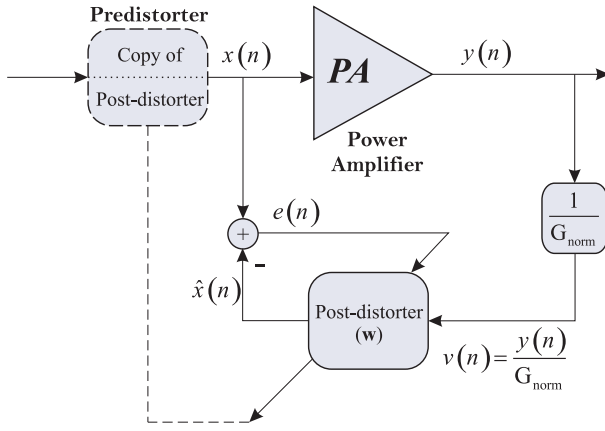 Predistorter
Copy of
Post-distorter
x(n)
PA
y(n)
Power
Amplifier
1
G_norm
e(n)
+
-
x̂(n)
Post-distorter
(w)
v(n) = y(n)
G_norm